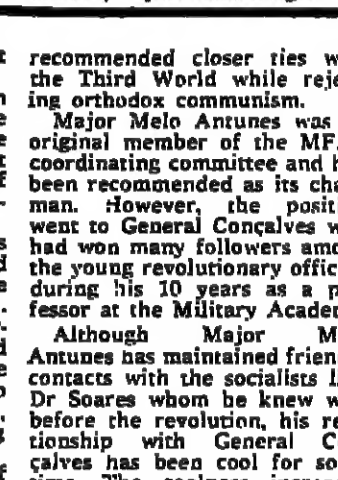 recommended closer ties w
the Third World while reje
ing orthodox communism.
Major Melo Antunes was
original member of the MF
coordinating committee and h
been recommended as its cha
man. However, the positi
went to General Conçalves w
had won many followers amo
the young revolutionary offic
during his 10 years as a p
fessor at the Military Academ
Although Major M
Antunes has maintained frien
contacts with the socialists l
Dr Soares whom be knew w
before the revolution, his re
tionship with General C
çalves has been cool for so